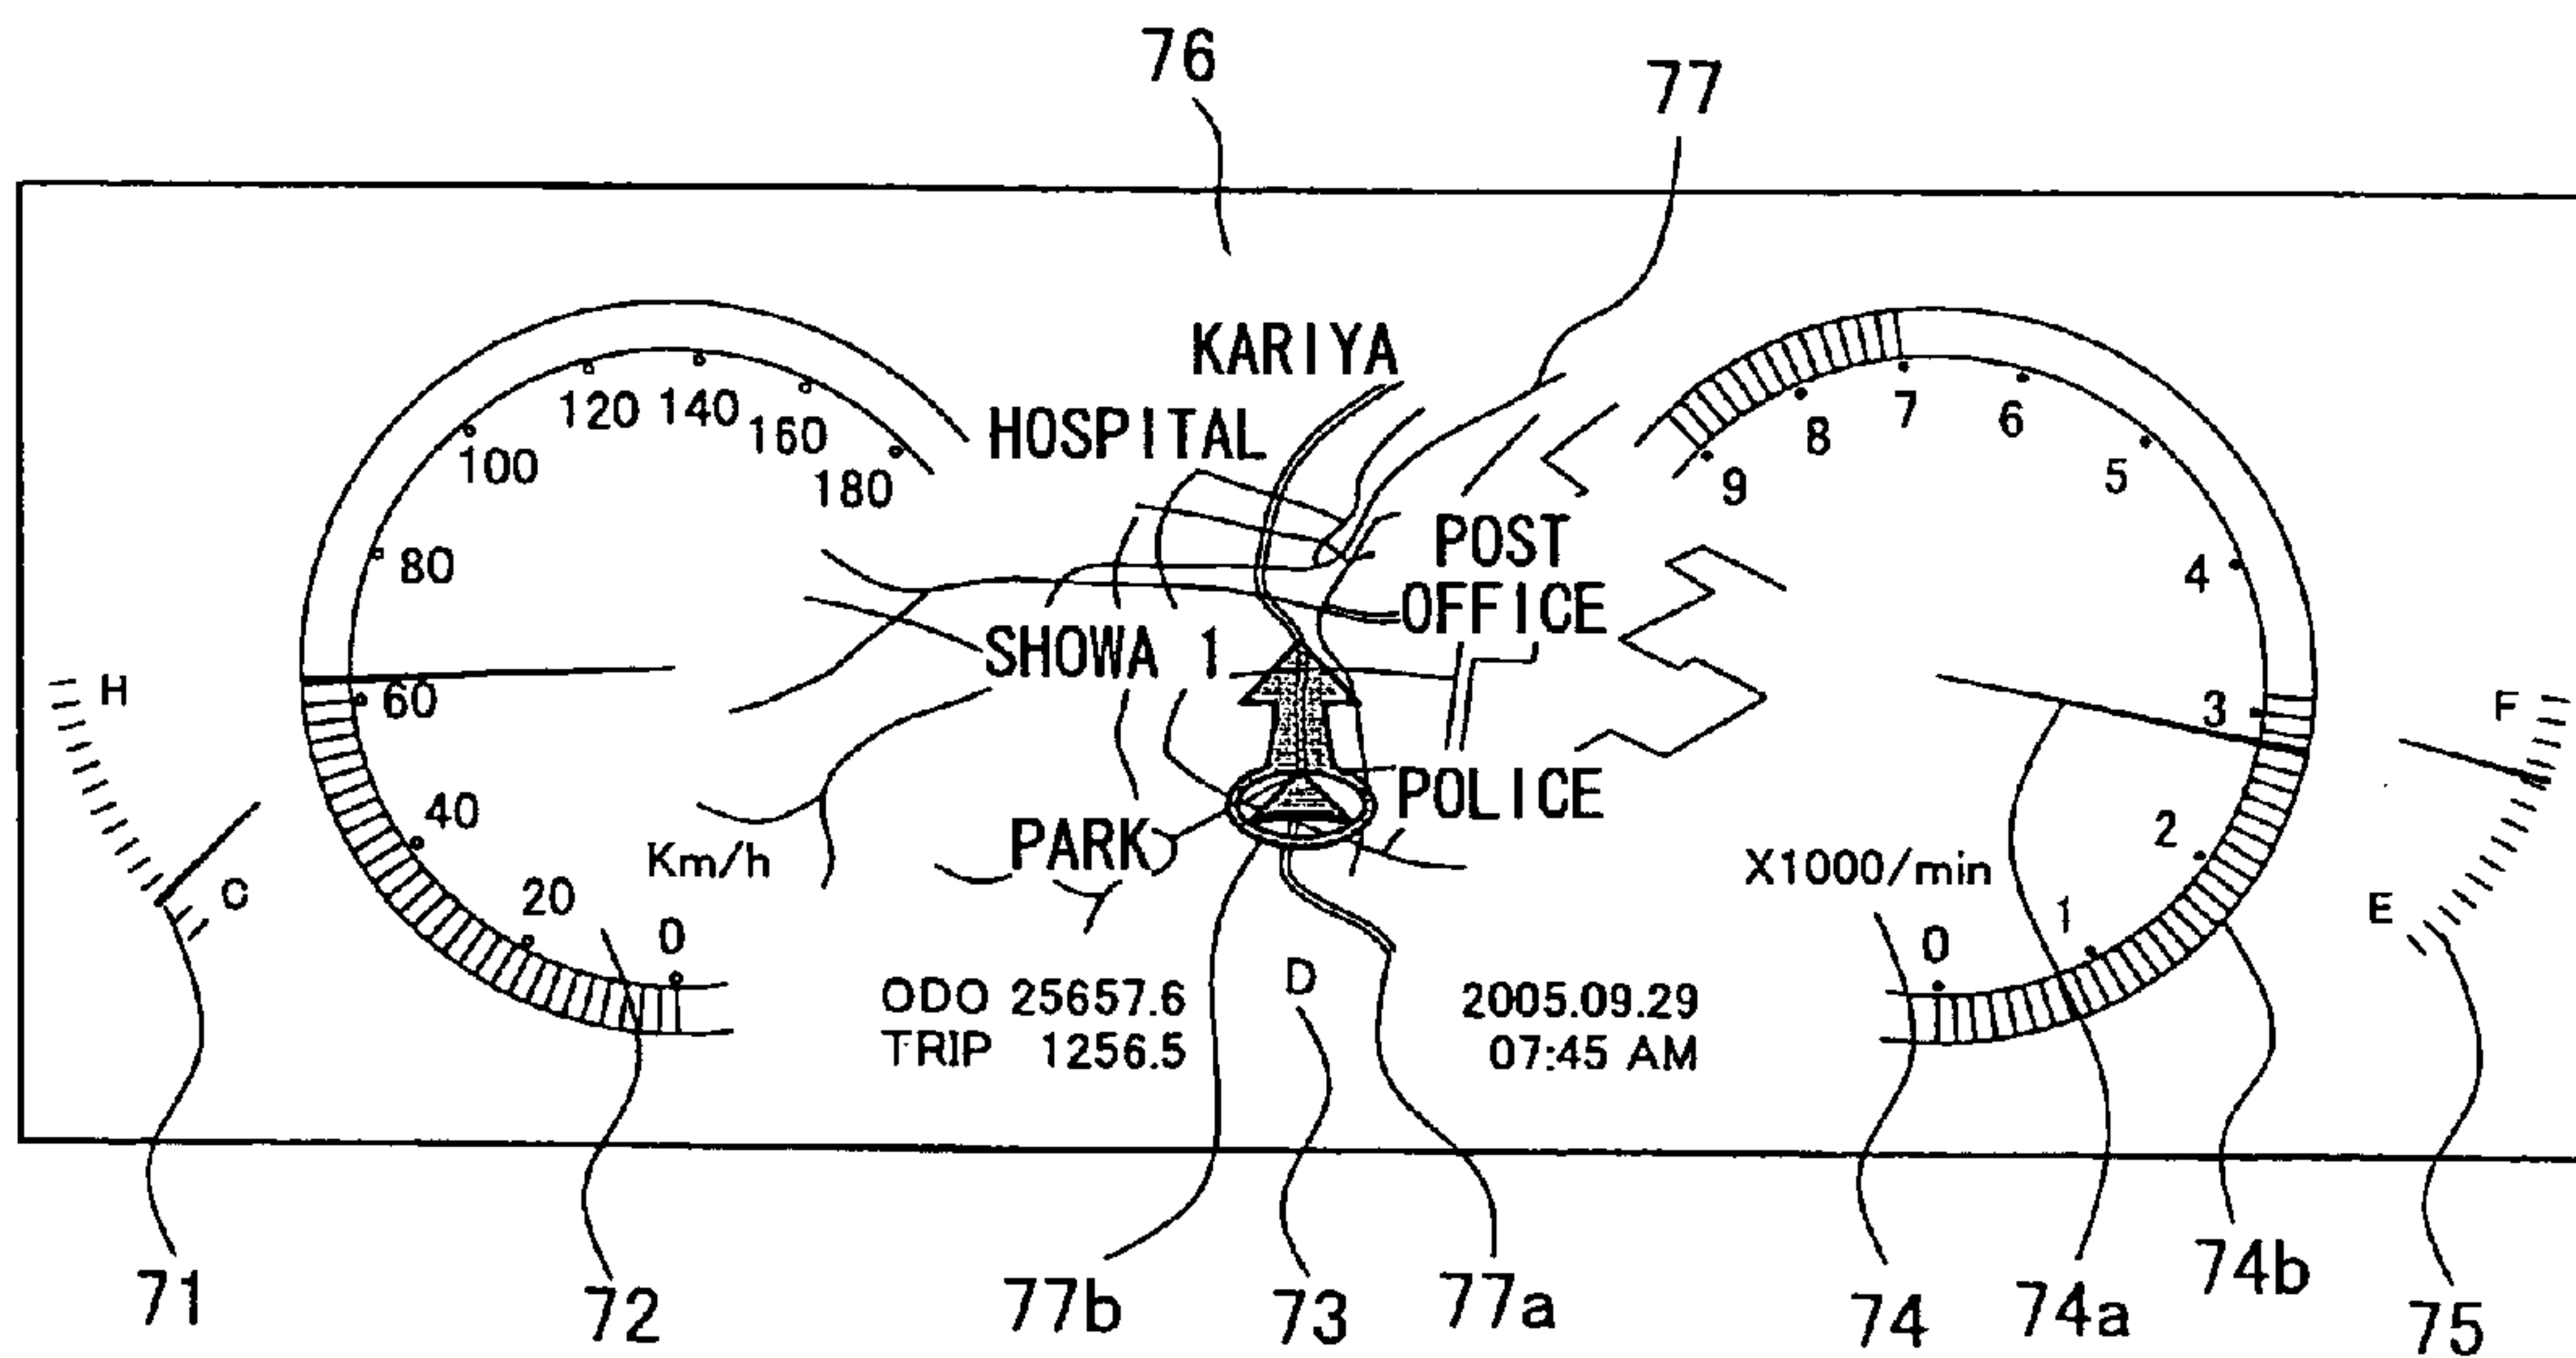 76
77
KARIYA
HOSPITAL
POST
OFFICE
SHOWA 1
POLICE
PARK
120 140
100 160
180
80
60
40
20
0
Km/h
H
C
7
8 6
9 5
4
3
2
1
0
X1000/min
F
E
D
ODO 25657.6
TRIP 1256.5
2005.09.29
07:45 AM
71
72
77b
73
77a
74
74a
74b
75